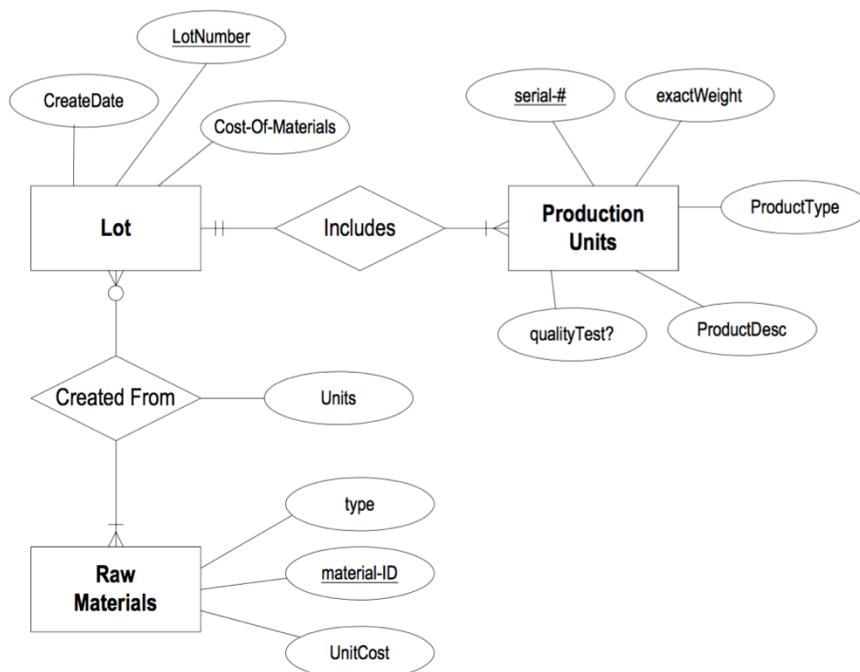 LotNumber
CreateDate
Cost-Of-Materials
serial-#
exactWeight
Lot
Includes
Production
Units
ProductType
qualityTest?
ProductDesc
Created From
Units
type
Raw
Materials
material-ID
UnitCost